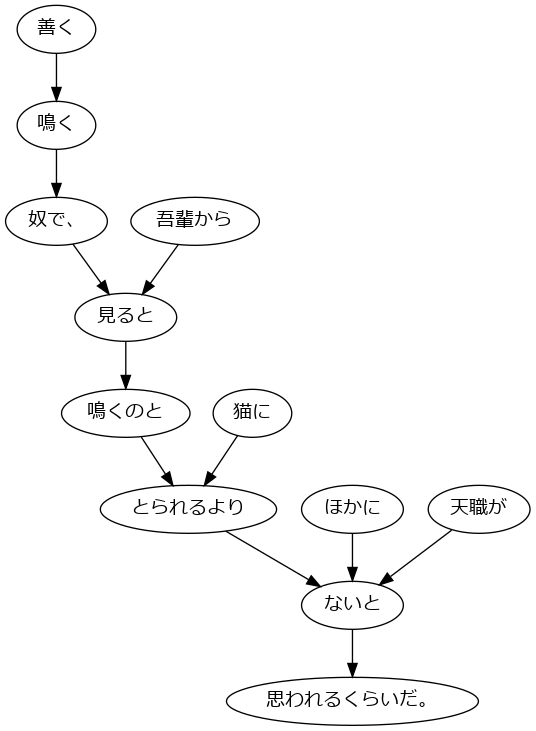 善く
鳴く
奴で、
吾輩から
見ると
鳴くのと
猫に
とられるより
ほかに
天職が
ないと
思われるくらいだ。